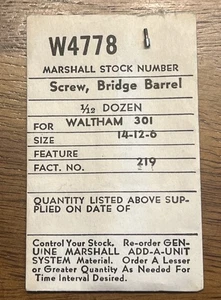 W4778
MARSHALL STOCK NUMBER
Screw, Bridge Barrel
1/12 DOZEN
FOR WALTHAM 301
SIZE 14-12-6
FEATURE
FACT. NO. 219
QUANTITY LISTED ABOVE SUP-
PLIED ON DATE OF
Control Your Stock. Re-order GEN-
UINE MARSHALL ADD-A-UNIT
SYSTEM Material. Order A Lesser
or Greater Quantity As Needed For
Time Interval Desired.